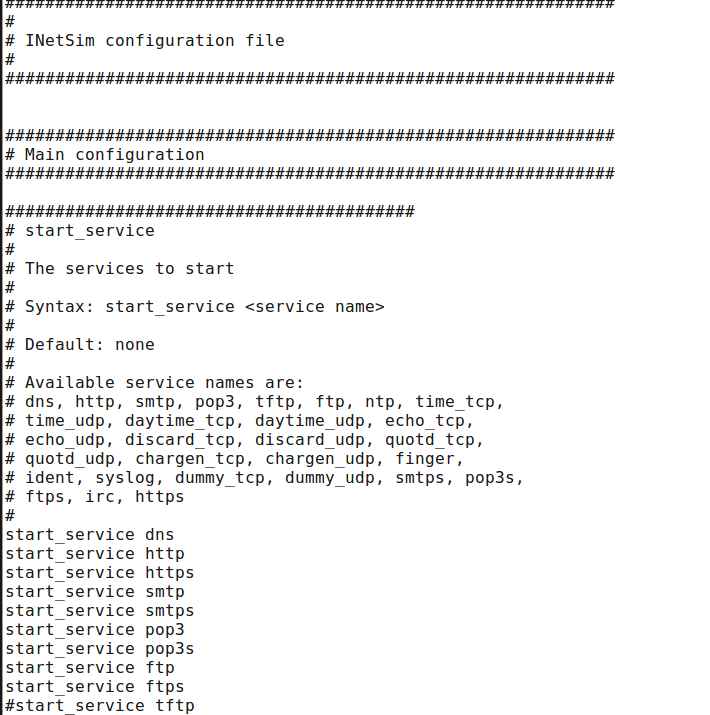 #############################################################
#
# INetSim configuration file
#
#############################################################
#############################################################
# Main configuration
#############################################################
#########################################
# start_service
#
# The services to start
#
# Syntax: start_service <service name>
#
# Default: none
#
# Available service names are:
# dns, http, smtp, pop3, tftp, ftp, ntp, time_tcp,
# time_udp, daytime_tcp, daytime_udp, echo_tcp,
# echo_udp, discard_tcp, discard_udp, quotd_tcp,
# quotd_udp, chargen_tcp, chargen_udp, finger,
# ident, syslog, dummy_tcp, dummy_udp, smtps, pop3s,
# ftps, irc, https
#
start_service dns
start_service http
start_service https
start_service smtp
start_service smtps
start_service pop3
start_service pop3s
start_service ftp
start_service ftps
#start_service tftp